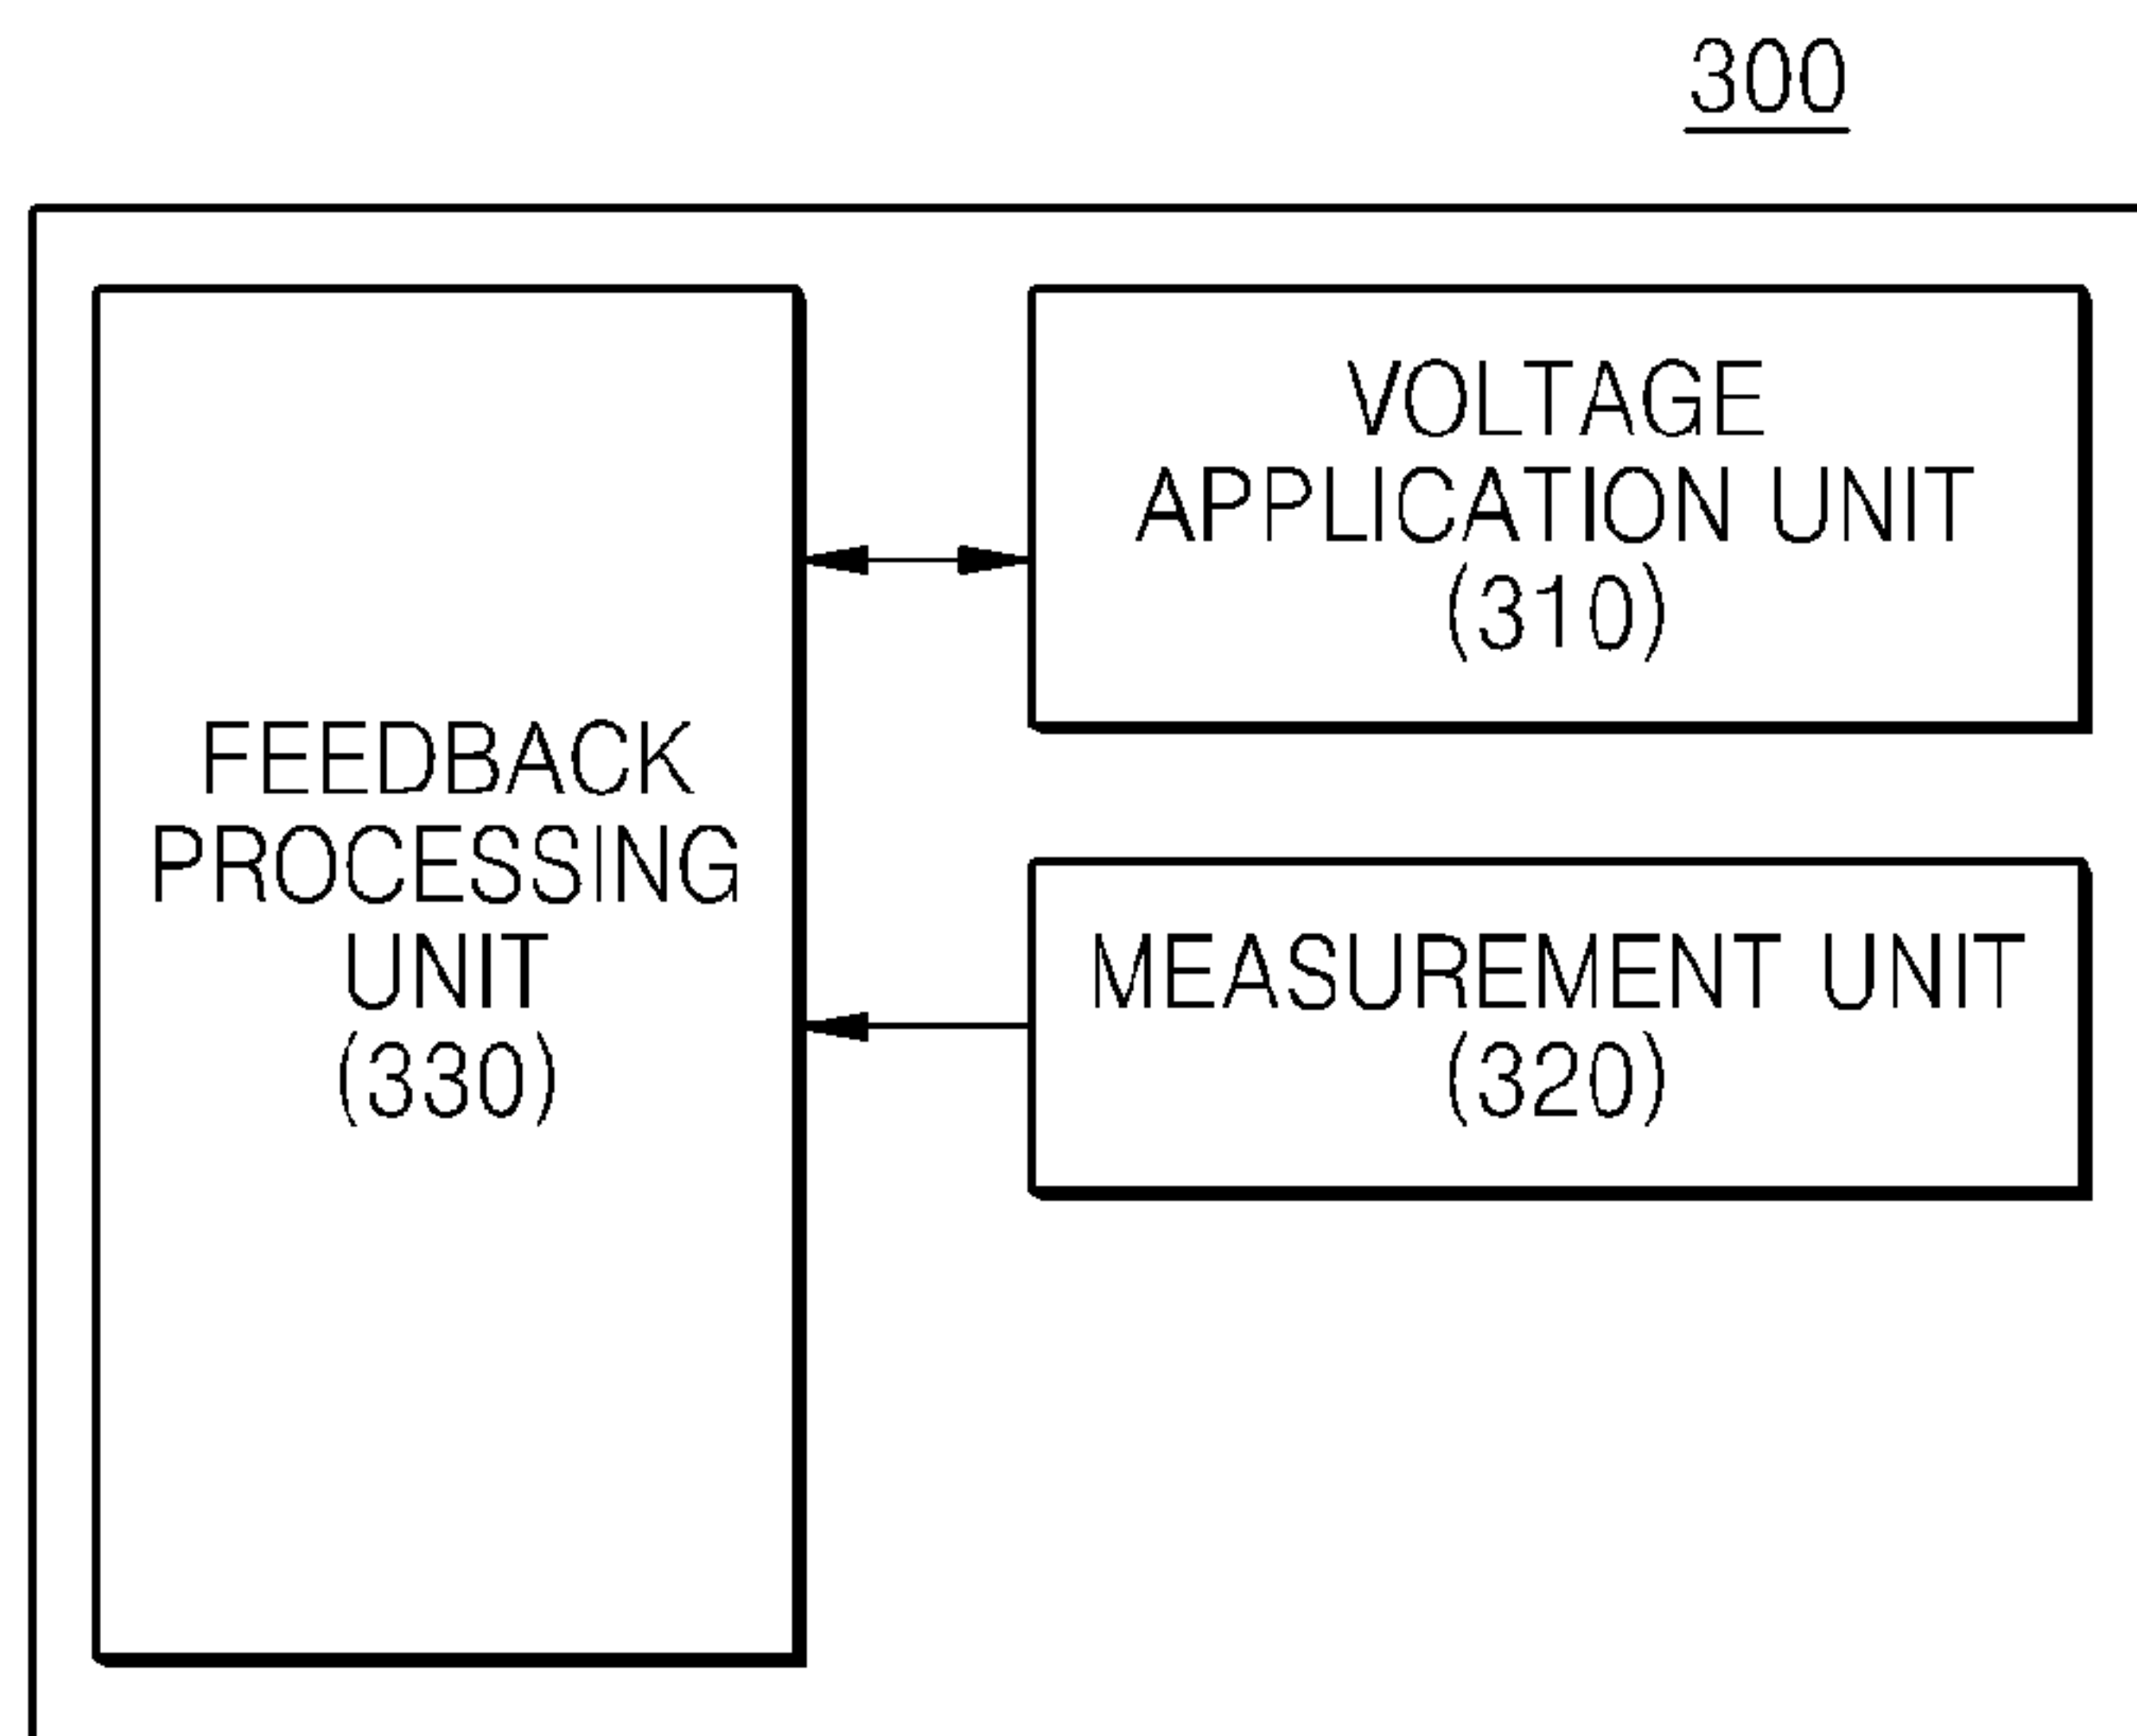 300
FEEDBACK
PROCESSING
UNIT
(330)
VOLTAGE
APPLICATION UNIT
(310)
MEASUREMENT UNIT
(320)